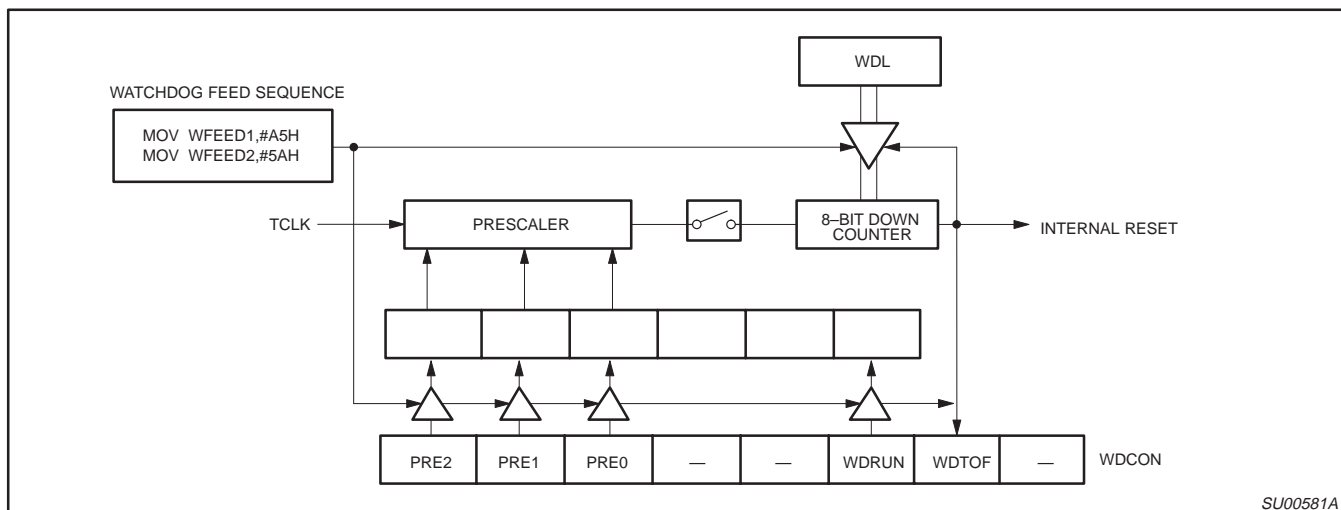 WDL
WATCHDOG FEED SEQUENCE
MOV WFEED1,#A5H
MOV WFEED2,#5AH
TCLK
PRESCALER
8–BIT DOWN
COUNTER
INTERNAL RESET
PRE2 PRE1 PRE0 — — WDRUN WDTOF — WDCON
SU00581A